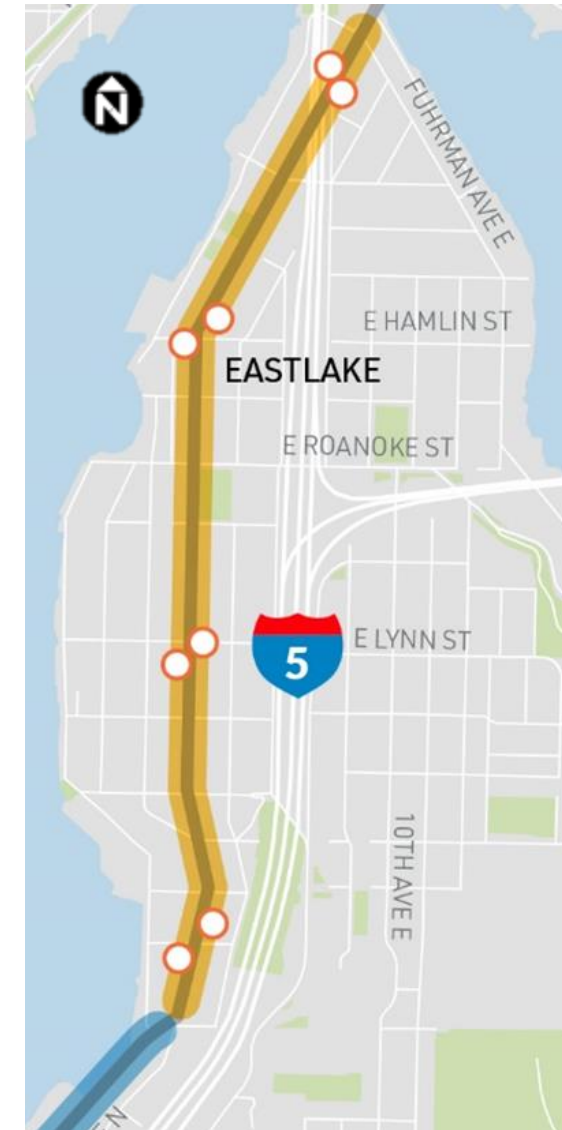 N
FUHRMAN AVE E
E HAMLIN ST
EASTLAKE
E ROANOKE ST
5
E LYNN ST
10TH AVE E
E N